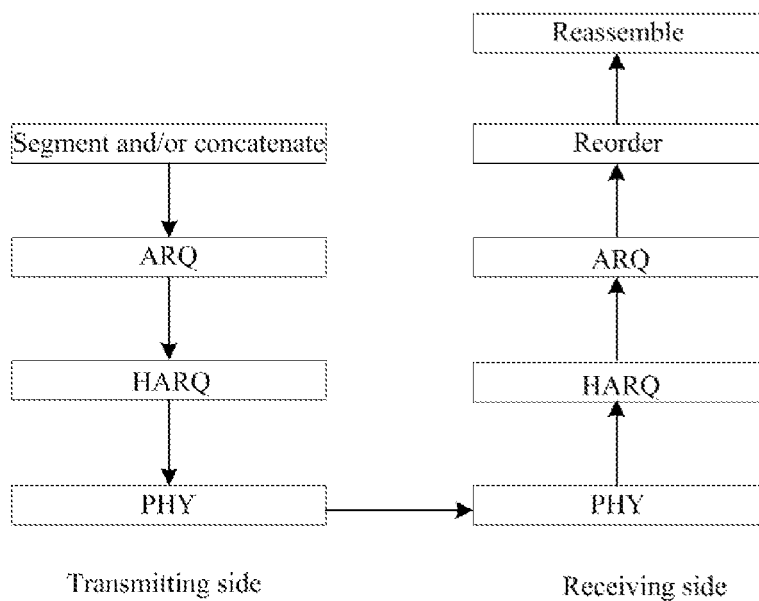 Segment and/or concatenate
ARQ
HARQ
PHY
Transmitting side
Reassemble
Reorder
ARQ
HARQ
PHY
Receiving side